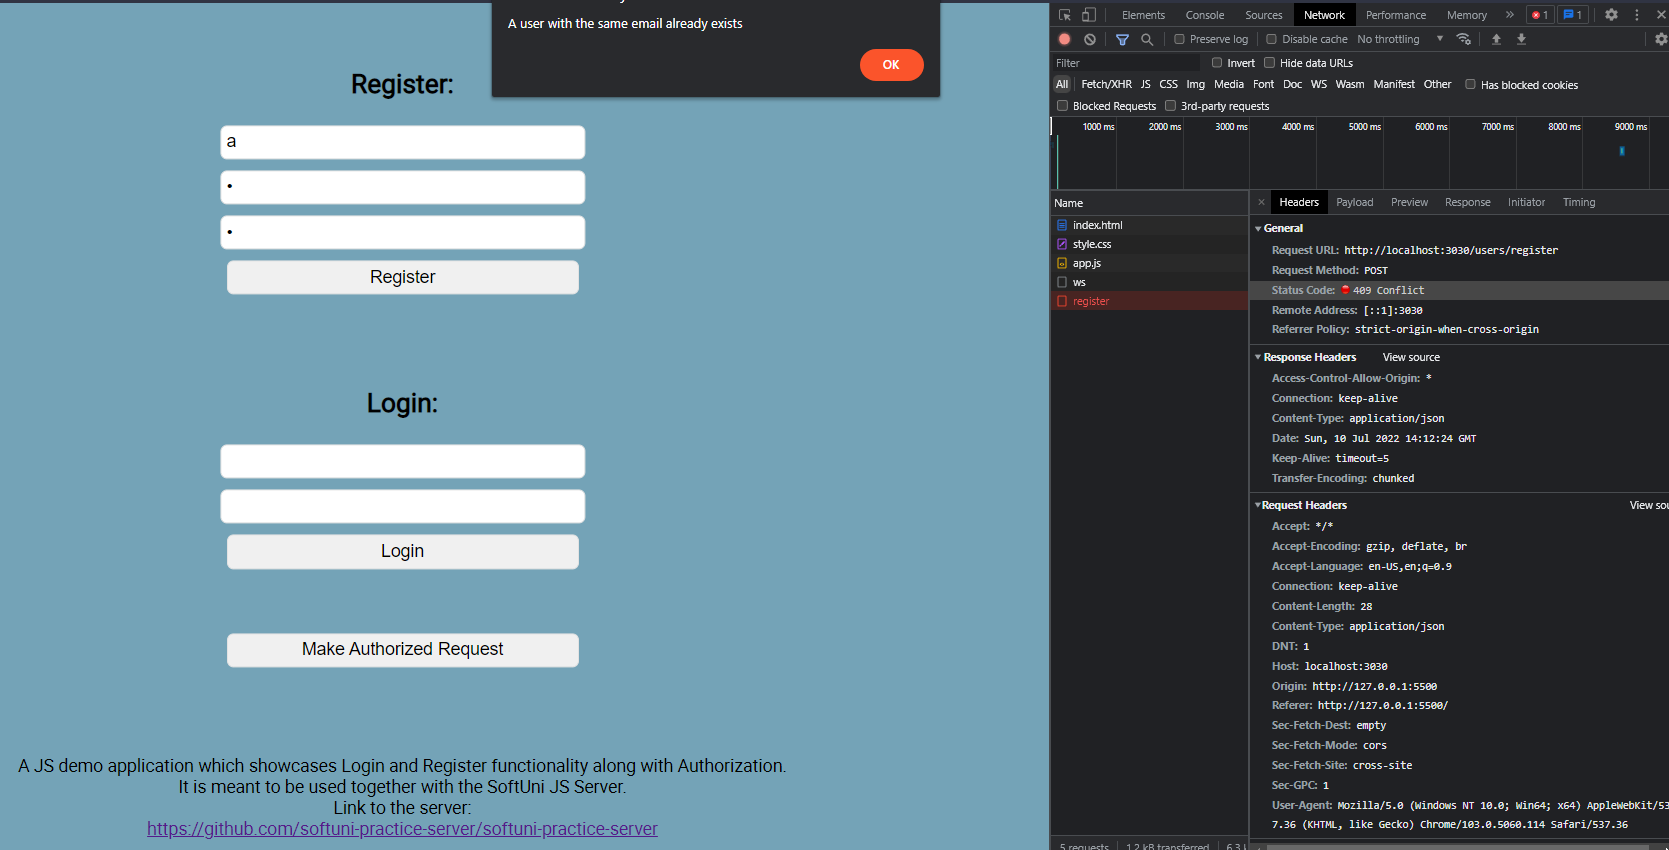 A user with the same email already exists
OK
Register:
a
Register
Login:
Login
Make Authorized Request
A JS demo application which showcases Login and Register functionality along with Authorization.
It is meant to be used together with the SoftUni JS Server.
Link to the server:
https://github.com/softuni-practice-server/softuni-practice-server
Elements Console Sources Network Performance Memory » 1 1
Preserve log Disable cache No throttling
Filter Invert Hide data URLs
All Fetch/XHR JS CSS Img Media Font Doc WS Wasm Manifest Other Has blocked cookies
Blocked Requests 3rd-party requests
1000 ms 2000 ms 3000 ms 4000 ms 5000 ms 6000 ms 7000 ms 8000 ms 9000 ms
Name
index.html
style.css
app.js
ws
register
5 requests 1.2 kB transferred 6.3
× Headers Payload Preview Response Initiator Timing
General
Request URL: http://localhost:3030/users/register
Request Method: POST
Status Code: 409 Conflict
Remote Address: [::1]:3030
Referrer Policy: strict-origin-when-cross-origin
Response Headers View source
Access-Control-Allow-Origin: *
Connection: keep-alive
Content-Type: application/json
Date: Sun, 10 Jul 2022 14:12:24 GMT
Keep-Alive: timeout=5
Transfer-Encoding: chunked
Request Headers View sou
Accept: */*
Accept-Encoding: gzip, deflate, br
Accept-Language: en-US,en;q=0.9
Connection: keep-alive
Content-Length: 28
Content-Type: application/json
DNT: 1
Host: localhost:3030
Origin: http://127.0.0.1:5500
Referer: http://127.0.0.1:5500/
Sec-Fetch-Dest: empty
Sec-Fetch-Mode: cors
Sec-Fetch-Site: cross-site
Sec-GPC: 1
User-Agent: Mozilla/5.0 (Windows NT 10.0; Win64; x64) AppleWebKit/53
7.36 (KHTML, like Gecko) Chrome/103.0.5060.114 Safari/537.36